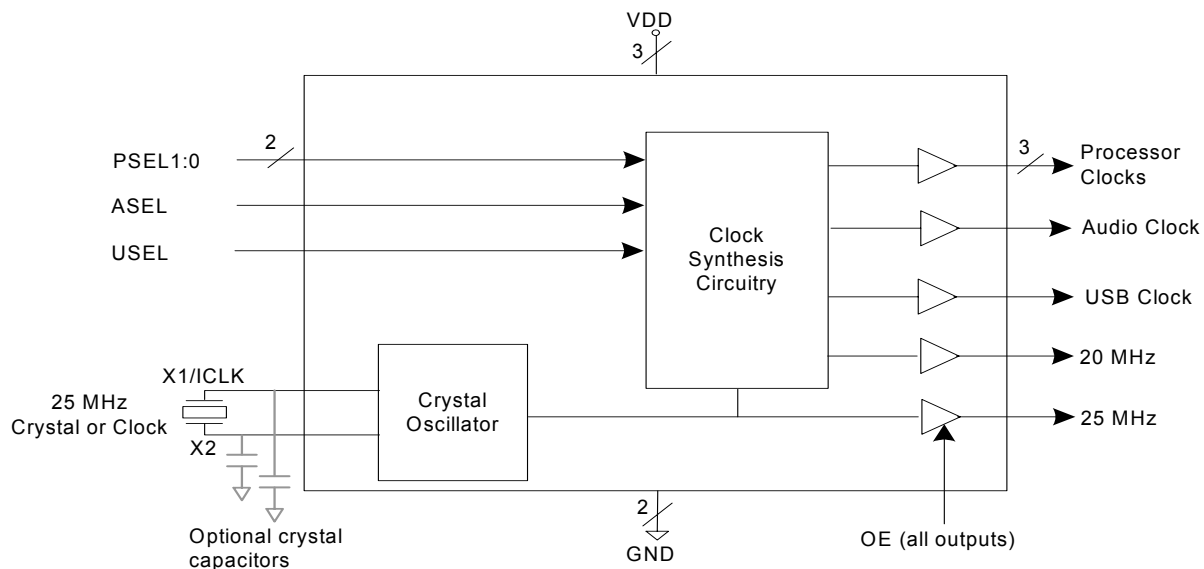 VDD
3
PSEL1:0
2
ASEL
USEL
Clock
Synthesis
Circuitry
3
Processor
Clocks
Audio Clock
USB Clock
20 MHz
25 MHz
X1/ICLK
25 MHz
Crystal or Clock
X2
Crystal
Oscillator
Optional crystal
capacitors
2
GND
OE (all outputs)